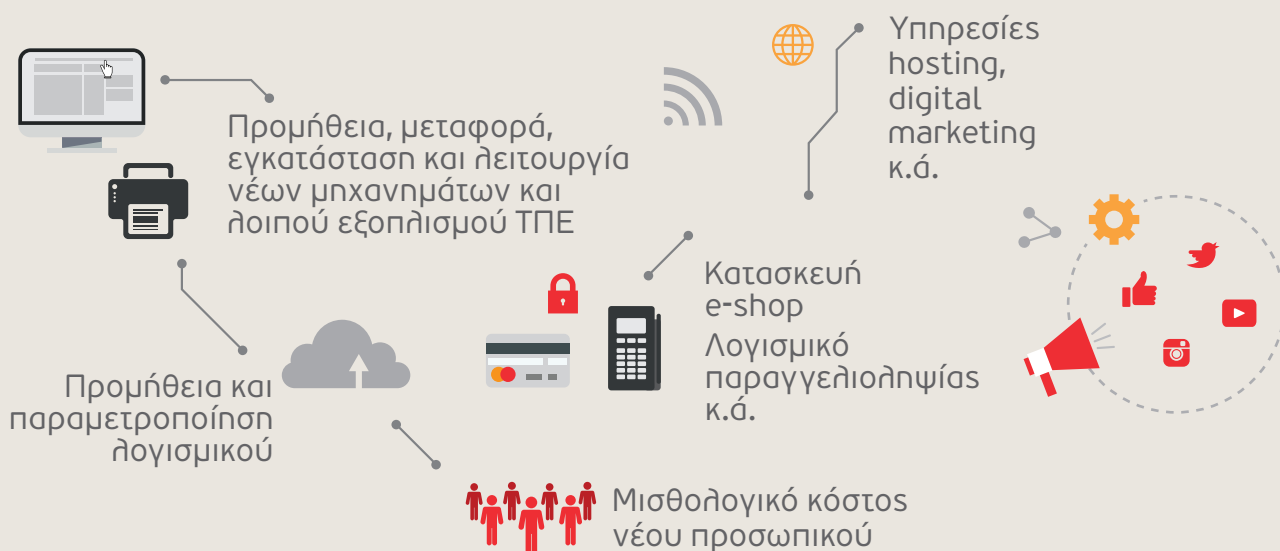 Προμήθεια, μεταφορά,
εγκατάσταση και λειτουργία
νέων μηχανημάτων και
λοιπού εξοπλισμού ΤΠΕ
Υπηρεσίες
hosting,
digital
marketing
κ.ά.
Προμήθεια και
παραμετροποίηση
λογισμικού
Κατασκευή
e-shop
Λογισμικό
παραγγελιοληψίας
κ.ά.
Μισθολογικό κόστος
νέου προσωπικού